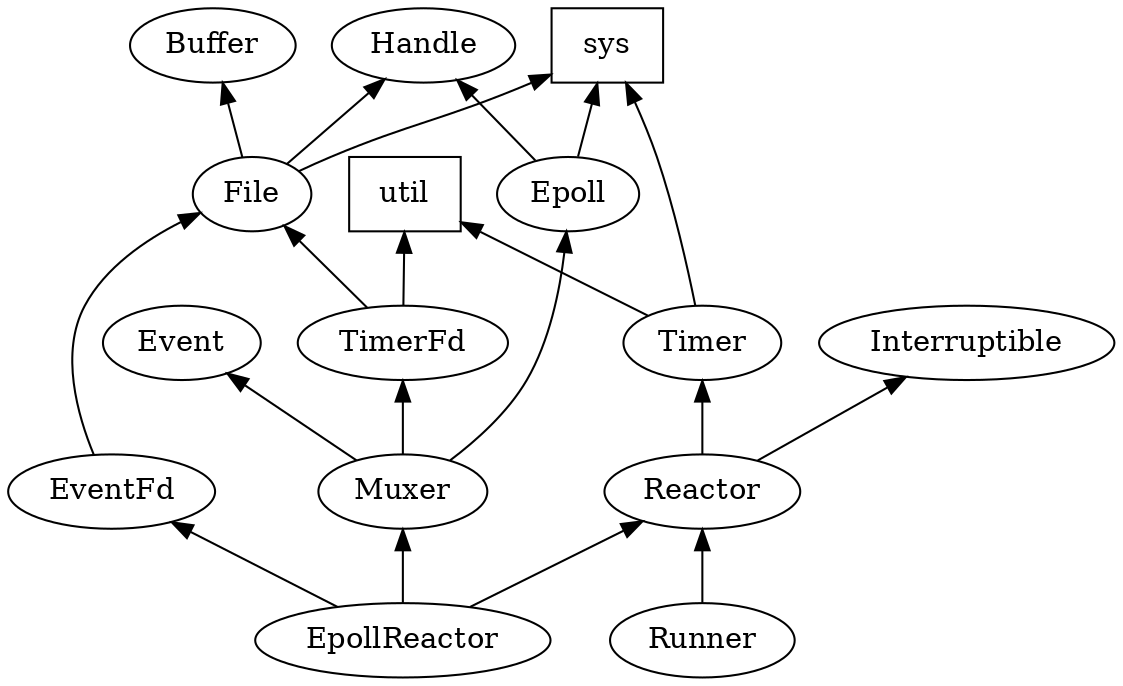 Buffer
Handle
sys
File
util
Epoll
Event
TimerFd
Timer
Interruptible
EventFd
Muxer
Reactor
EpollReactor
Runner